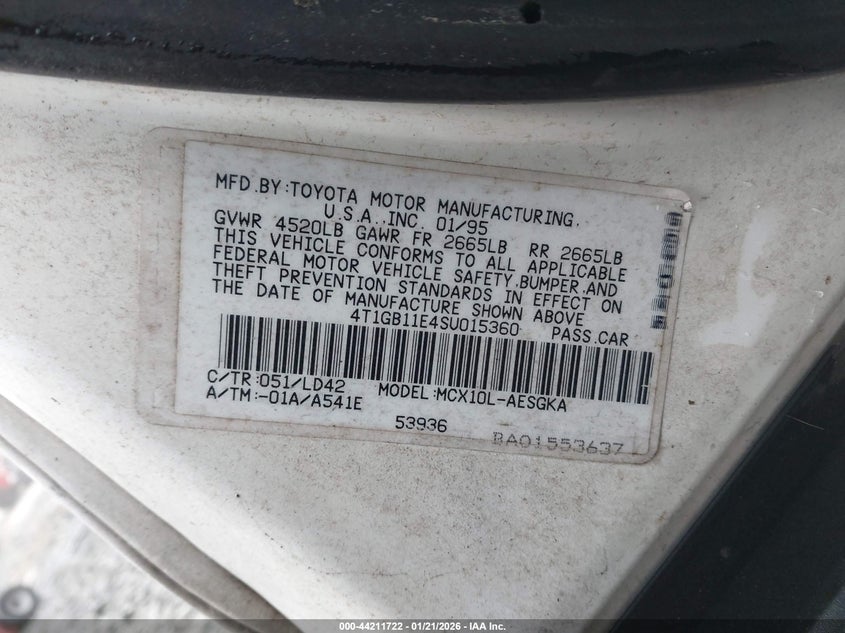 MFD.BY:TOYOTA MOTOR MANUFACTURING,
U.S.A.,INC. 01/95
GVWR 4520LB GAWR FR 2665LB RR 2665LB
THIS VEHICLE CONFORMS TO ALL APPLICABLE
FEDERAL MOTOR VEHICLE SAFETY,BUMPER,AND
THEFT PREVENTION STANDARDS IN EFFECT ON
THE DATE OF MANUFACTURE SHOWN ABOVE
4T1GB11E4SU015360 PASS.CAR
C/TR:051/LD42 MODEL:MCX10L-AESGKA
A/TM:-01A/A541E
53936
BA01553637
000-44211722 - 01/21/2026 - IAA Inc.